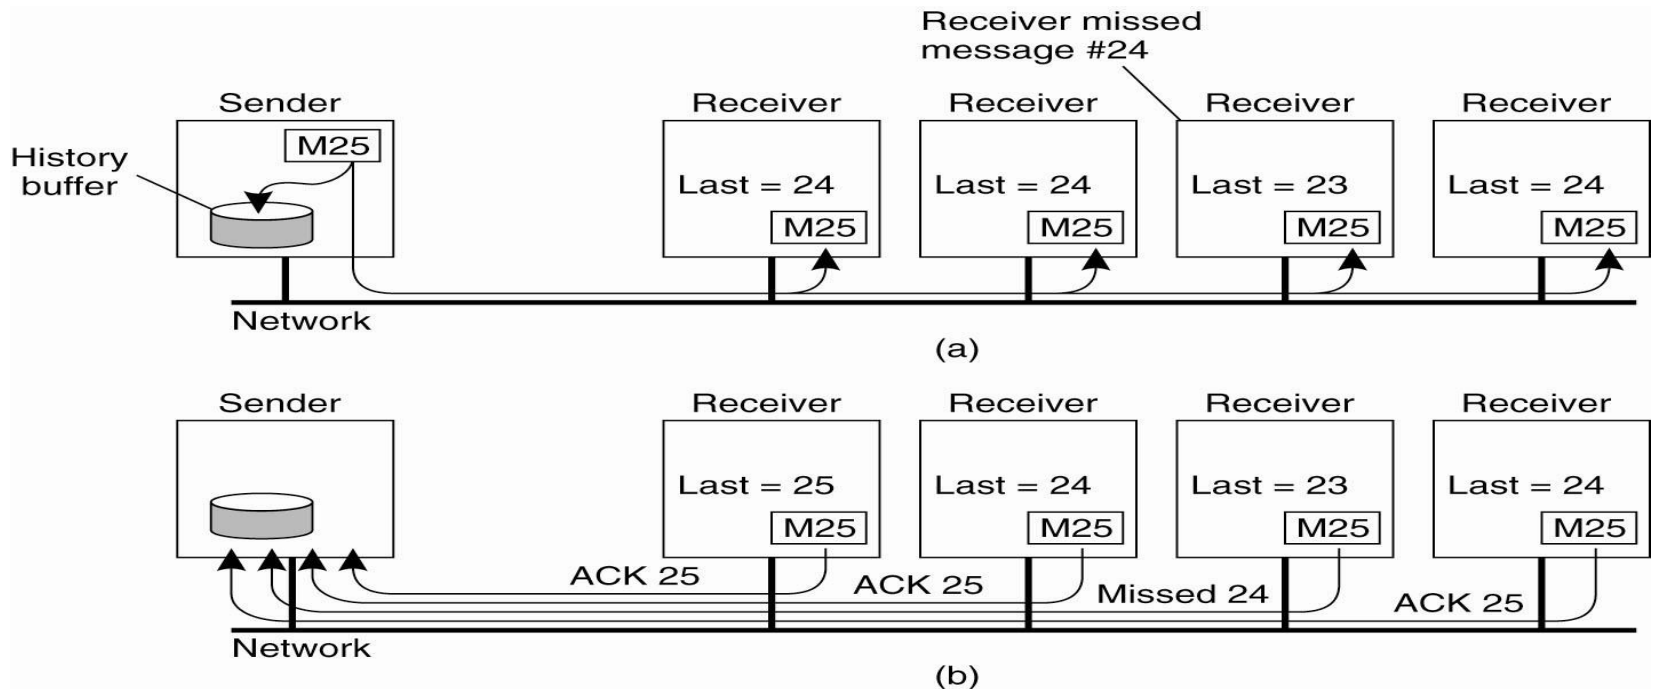 Receiver missed
message #24
Sender
Receiver
Receiver
Receiver
Receiver
M25
History
buffer
Last = 24
Last = 24
Last = 23
Last = 24
M25
M25
M25
M25
Network
(a)
Sender
Receiver
Receiver
Receiver
Receiver
Last = 25
Last = 24
Last = 23
Last = 24
M25
M25
M25
M25
ACK 25
ACK 25
Missed 24
ACK 25
Network
(b)